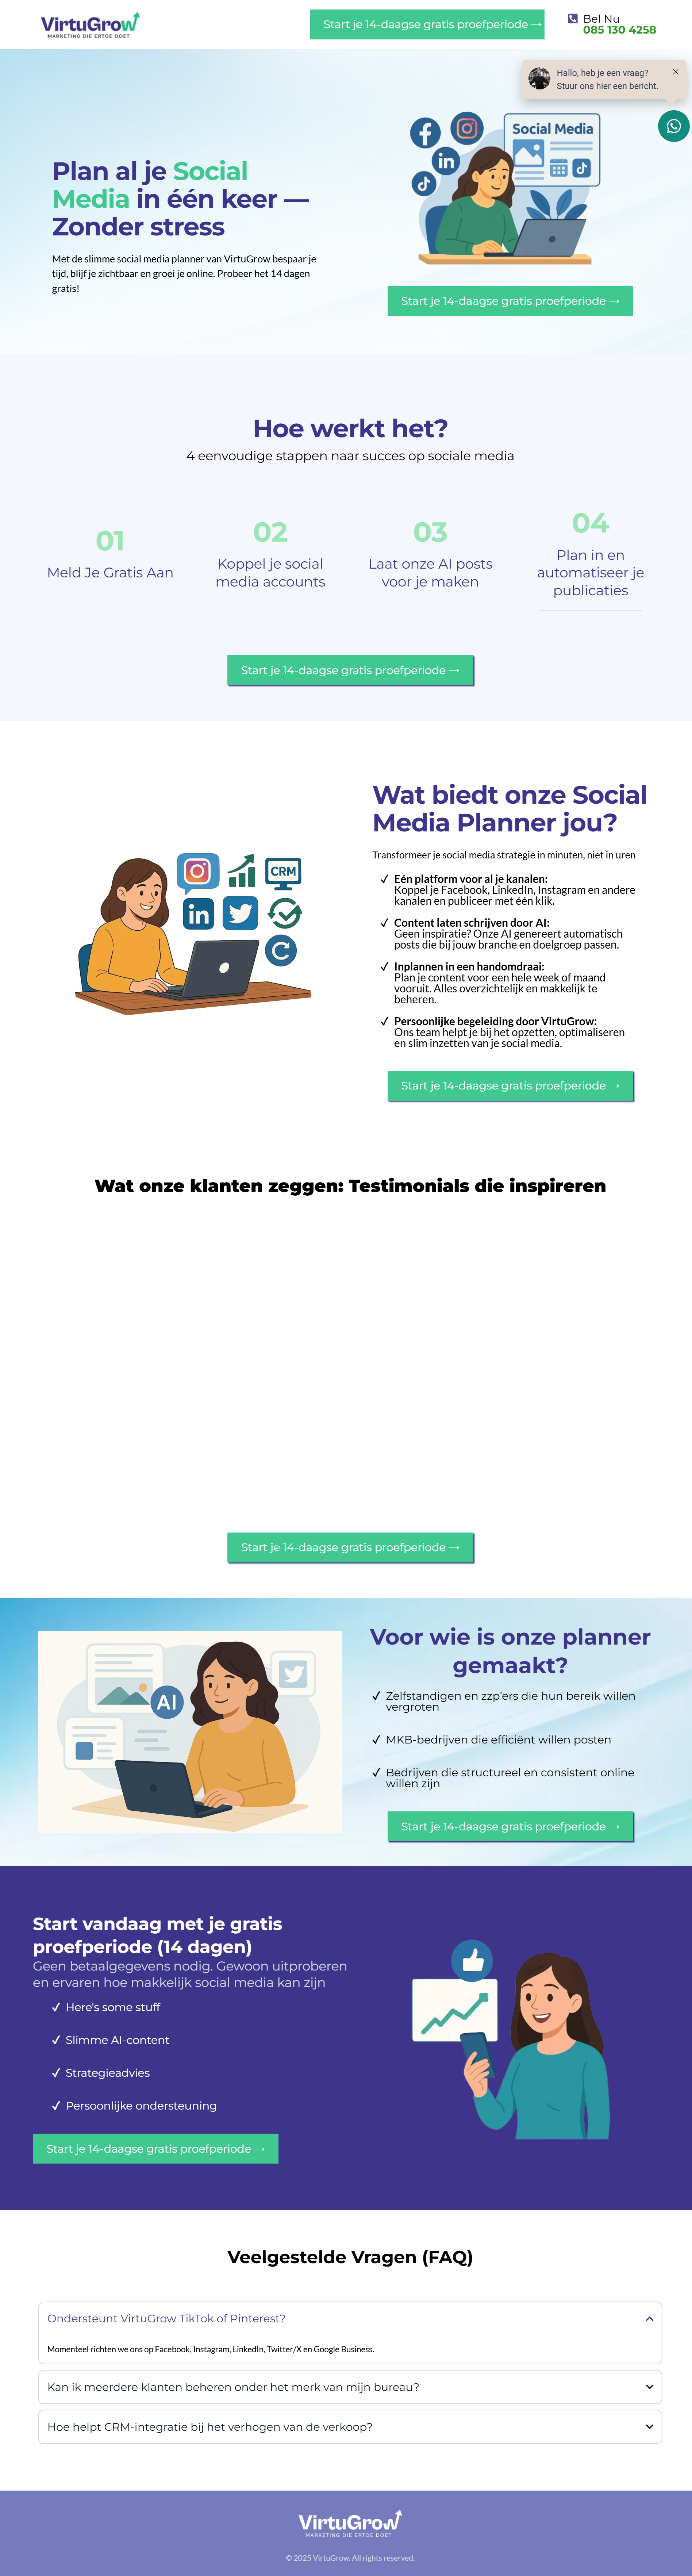 VirtuGrow
MARKETING DIE ERTOE DOET
Start je 14-daagse gratis proefperiode →
Bel Nu
085 130 4258
Hallo, heb je een vraag?
Stuur ons hier een bericht.
Plan al je Social
Media in één keer —
Zonder stress
Met de slimme social media planner van VirtuGrow bespaar je
tijd, blijf je zichtbaar en groei je online. Probeer het 14 dagen
gratis!
Social Media
Start je 14-daagse gratis proefperiode →
Hoe werkt het?
4 eenvoudige stappen naar succes op sociale media
01
Meld Je Gratis Aan
02
Koppel je social
media accounts
03
Laat onze AI posts
voor je maken
04
Plan in en
automatiseer je
publicaties
Start je 14-daagse gratis proefperiode →
CRM
Wat biedt onze Social
Media Planner jou?
Transformeer je social media strategie in minuten, niet in uren
✓ Eén platform voor al je kanalen:
Koppel je Facebook, LinkedIn, Instagram en andere
kanalen en publiceer met één klik.
✓ Content laten schrijven door AI:
Geen inspiratie? Onze AI genereert automatisch
posts die bij jouw branche en doelgroep passen.
✓ Inplannen in een handomdraai:
Plan je content voor een hele week of maand
vooruit. Alles overzichtelijk en makkelijk te
beheren.
✓ Persoonlijke begeleiding door VirtuGrow:
Ons team helpt je bij het opzetten, optimaliseren
en slim inzetten van je social media.
Start je 14-daagse gratis proefperiode →
Wat onze klanten zeggen: Testimonials die inspireren
Start je 14-daagse gratis proefperiode →
AI
Voor wie is onze planner
gemaakt?
✓ Zelfstandigen en zzp’ers die hun bereik willen
vergroten
✓ MKB-bedrijven die efficiënt willen posten
✓ Bedrijven die structureel en consistent online
willen zijn
Start je 14-daagse gratis proefperiode →
Start vandaag met je gratis
proefperiode (14 dagen)
Geen betaalgegevens nodig. Gewoon uitproberen
en ervaren hoe makkelijk social media kan zijn
✓ Here's some stuff
✓ Slimme AI-content
✓ Strategieadvies
✓ Persoonlijke ondersteuning
Start je 14-daagse gratis proefperiode →
Veelgestelde Vragen (FAQ)
Ondersteunt VirtuGrow TikTok of Pinterest?
Momenteel richten we ons op Facebook, Instagram, LinkedIn, Twitter/X en Google Business.
Kan ik meerdere klanten beheren onder het merk van mijn bureau?
Hoe helpt CRM-integratie bij het verhogen van de verkoop?
VirtuGrow
MARKETING DIE ERTOE DOET
© 2025 VirtuGrow. All rights reserved.